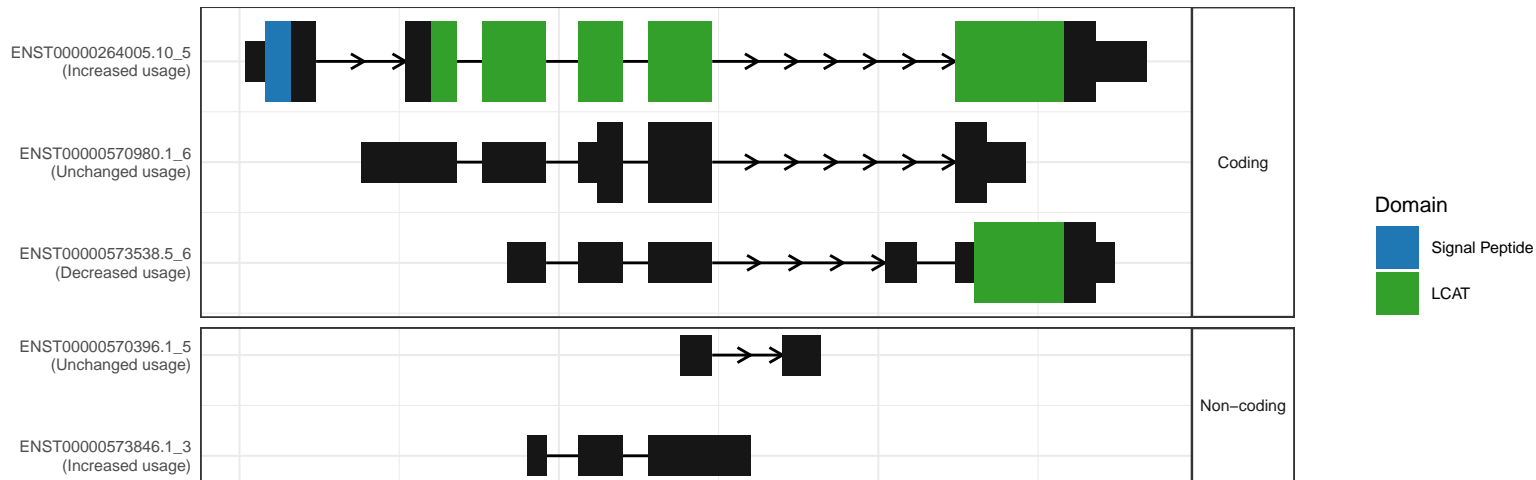 ENST00000264005.10_5
(Increased usage)
ENST00000570980.1_6
(Unchanged usage)
ENST00000573538.5_6
(Decreased usage)
Coding
ENST00000570396.1_5
(Unchanged usage)
ENST00000573846.1_3
(Increased usage)
Non−coding
Domain
Signal Peptide
LCAT